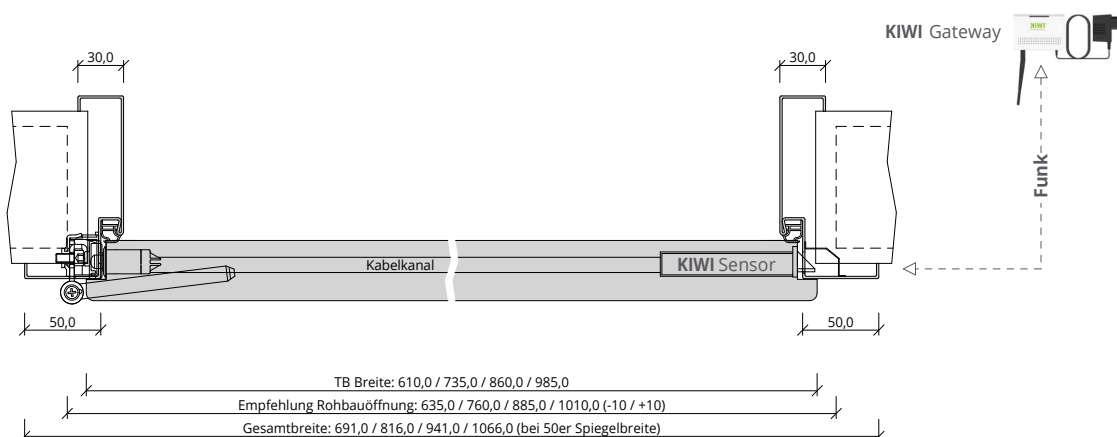 KIWI Gateway
KIWI
30,0
30,0
Funk
Kabelkanal
KIWI Sensor
50,0
50,0
TB Breite: 610,0 / 735,0 / 860,0 / 985,0
Empfehlung Rohbauöffnung: 635,0 / 760,0 / 885,0 / 1010,0 (-10 / +10)
Gesamtbreite: 691,0 / 816,0 / 941,0 / 1066,0 (bei 50er Spiegelbreite)